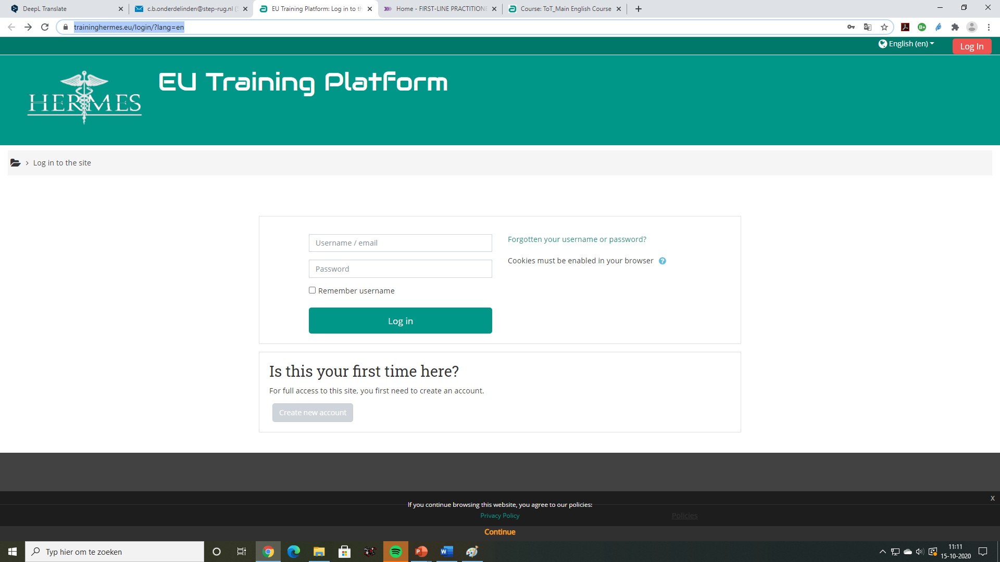 DeepL Translate
c.b.onderdelinden@step-rug.nl (
EU Training Platform: Log in to th
Home - FIRST-LINE PRACTITIONE
Course: ToT_Main English Course
traininghermes.eu/login/?lang=en
English (en)
Log In
HERMES
EU Training Platform
Log in to the site
Username / email
Forgotten your username or password?
Password
Cookies must be enabled in your browser
Remember username
Log in
Is this your first time here?
For full access to this site, you first need to create an account.
Create new account
If you continue browsing this website, you agree to our policies:
x
Privacy Policy
Policies
Continue
Typ hier om te zoeken
11:11
15-10-2020